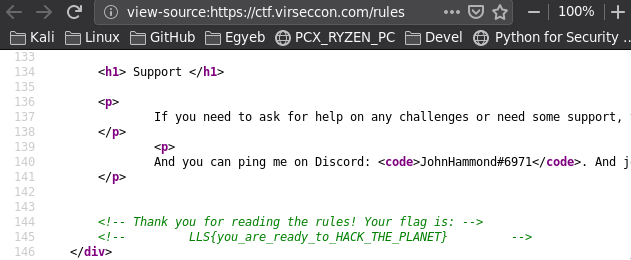 view-source:https://ctf.virseccon.com/rules ••• 100%
Kali Linux GitHub Egyeb PCX_RYZEN_PC Devel Python for Security ...
133
134 <h1> Support </h1>
135
136 <p>
137 If you need to ask for help on any challenges or need some support,
138 </p>
139 <p>
140 And you can ping me on Discord: <code>JohnHammond#6971</code>. And j
141 </p>
142
143
144 <!-- Thank you for reading the rules! Your flag is: -->
145 <!-- LLS{you_are_ready_to_HACK_THE_PLANET} -->
146 </div>